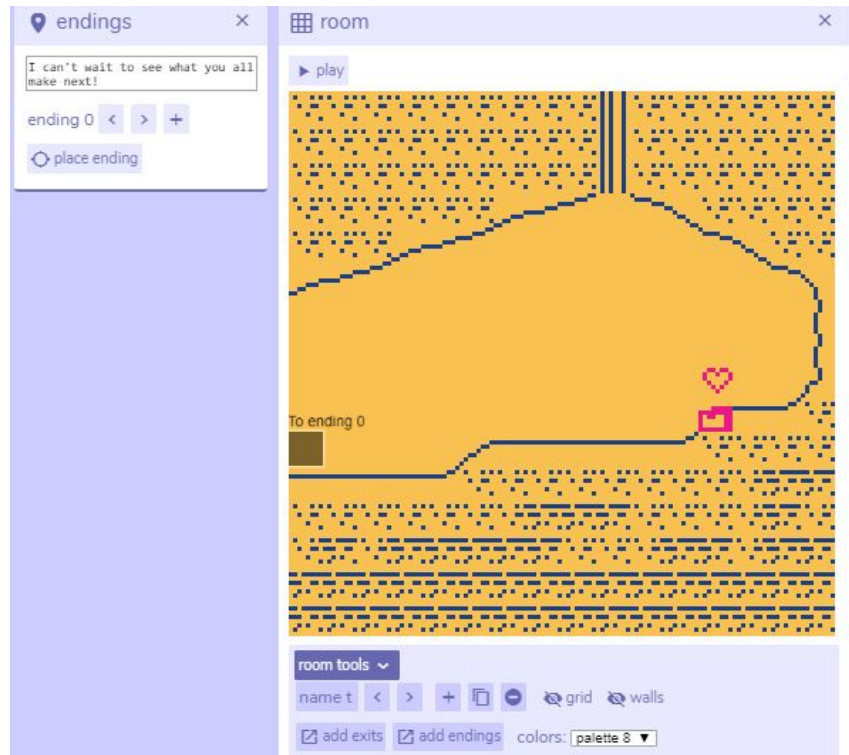 endings
I can't wait to see what you all
make next!
ending 0
place ending
room
play
To ending 0
room tools
name t
grid
walls
add exits
add endings
colors: palette 8